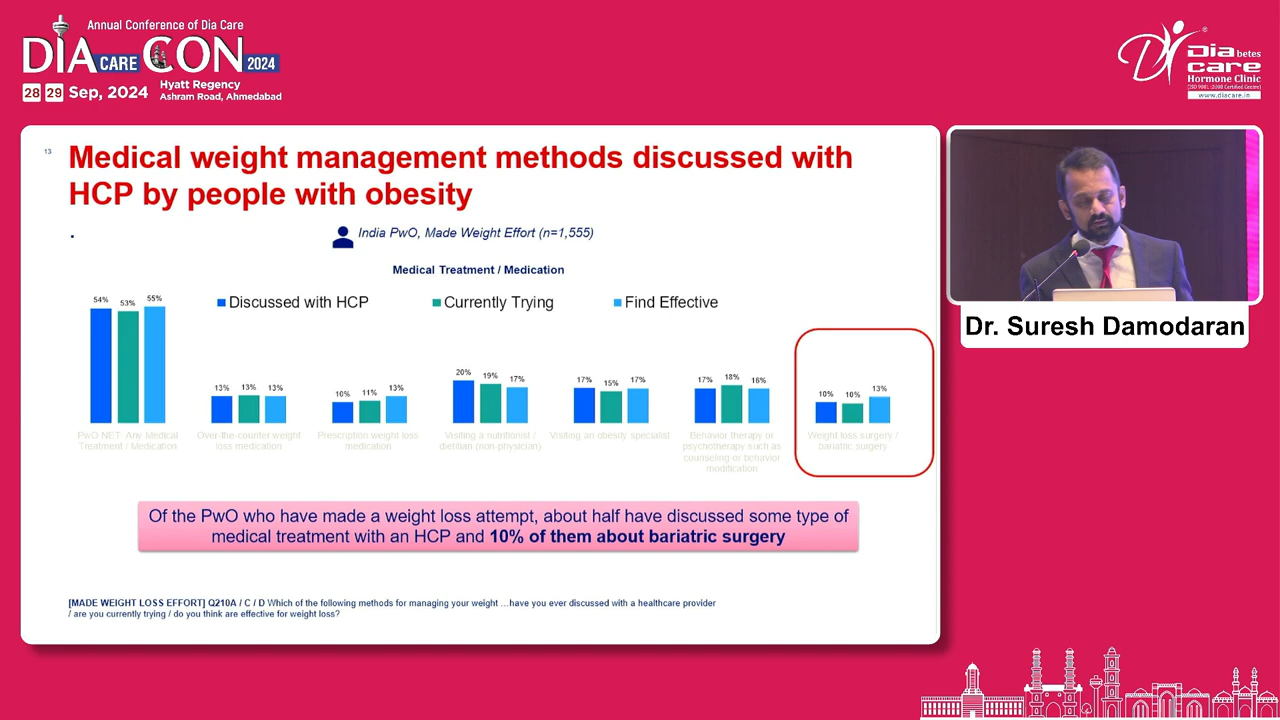 Annual Conference of Dia Care
DIA CARE CON 2024
28 29 Sep, 2024
Hyatt Regency
Ashram Road, Ahmedabad
Diabetes
care
Hormone Clinic
(ISO 9001:2008 Certified Centre)
www.diacare.in
13
Medical weight management methods discussed with
HCP by people with obesity
India PwO, Made Weight Effort (n=1,555)
Medical Treatment / Medication
Discussed with HCP
Currently Trying
Find Effective
54% 53% 55%
13% 13% 13%
10% 11% 13%
20% 19% 17%
17% 15% 17%
17% 18% 16%
10% 10% 13%
PwO NET: Any Medical
Treatment / Medication
Over-the-counter weight
loss medication
Prescription weight loss
medication
Visiting a nutritionist /
dietitian (non-physician)
Visiting an obesity specialist
Behavior therapy or
psychotherapy such as
counseling or behavior
modification
Weight loss surgery /
bariatric surgery
Of the PwO who have made a weight loss attempt, about half have discussed some type of
medical treatment with an HCP and 10% of them about bariatric surgery
[MADE WEIGHT LOSS EFFORT] Q210A / C / D Which of the following methods for managing your weight …have you ever discussed with a healthcare provider
/ are you currently trying / do you think are effective for weight loss?
Dr. Suresh Damodaran